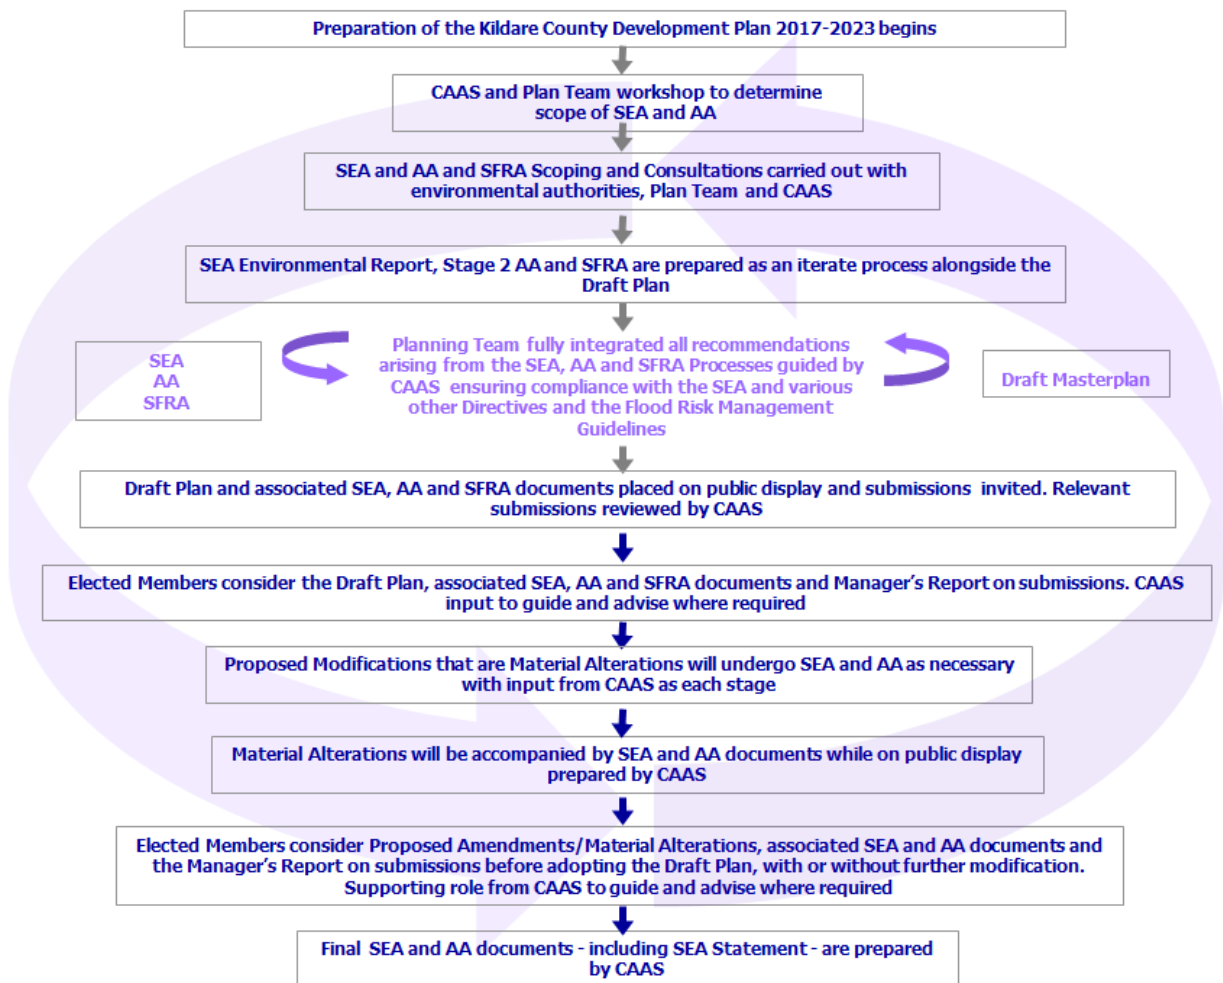 Preparation of the Kildare County Development Plan 2017-2023 begins
CAAS and Plan Team workshop to determine
scope of SEA and AA
SEA and AA and SFRA Scoping and Consultations carried out with
environmental authorities, Plan Team and CAAS
SEA Environmental Report, Stage 2 AA and SFRA are prepared as an iterate process alongside the
Draft Plan
SEA
AA
SFRA
Planning Team fully integrated all recommendations
arising from the SEA, AA and SFRA Processes guided by
CAAS ensuring compliance with the SEA and various
other Directives and the Flood Risk Management
Guidelines
Draft Masterplan
Draft Plan and associated SEA, AA and SFRA documents placed on public display and submissions invited. Relevant
submissions reviewed by CAAS
Elected Members consider the Draft Plan, associated SEA, AA and SFRA documents and Manager's Report on submissions. CAAS
input to guide and advise where required
Proposed Modifications that are Material Alterations will undergo SEA and AA as necessary
with input from CAAS as each stage
Material Alterations will be accompanied by SEA and AA documents while on public display
prepared by CAAS
Elected Members consider Proposed Amendments/Material Alterations, associated SEA and AA documents and
the Manager's Report on submissions before adopting the Draft Plan, with or without further modification.
Supporting role from CAAS to guide and advise where required
Final SEA and AA documents - including SEA Statement - are prepared
by CAAS